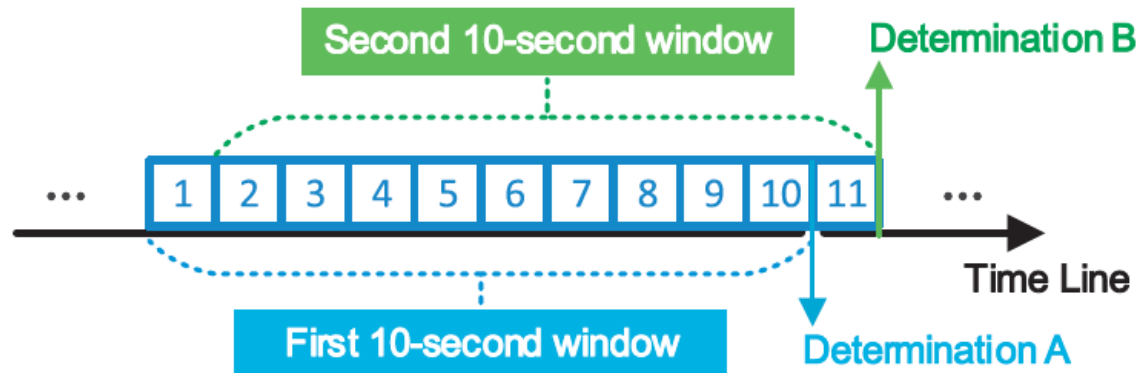 Second 10-second window
Determination B
... 1 2 3 4 5 6 7 8 9 10 11 ...
Time Line
First 10-second window
Determination A